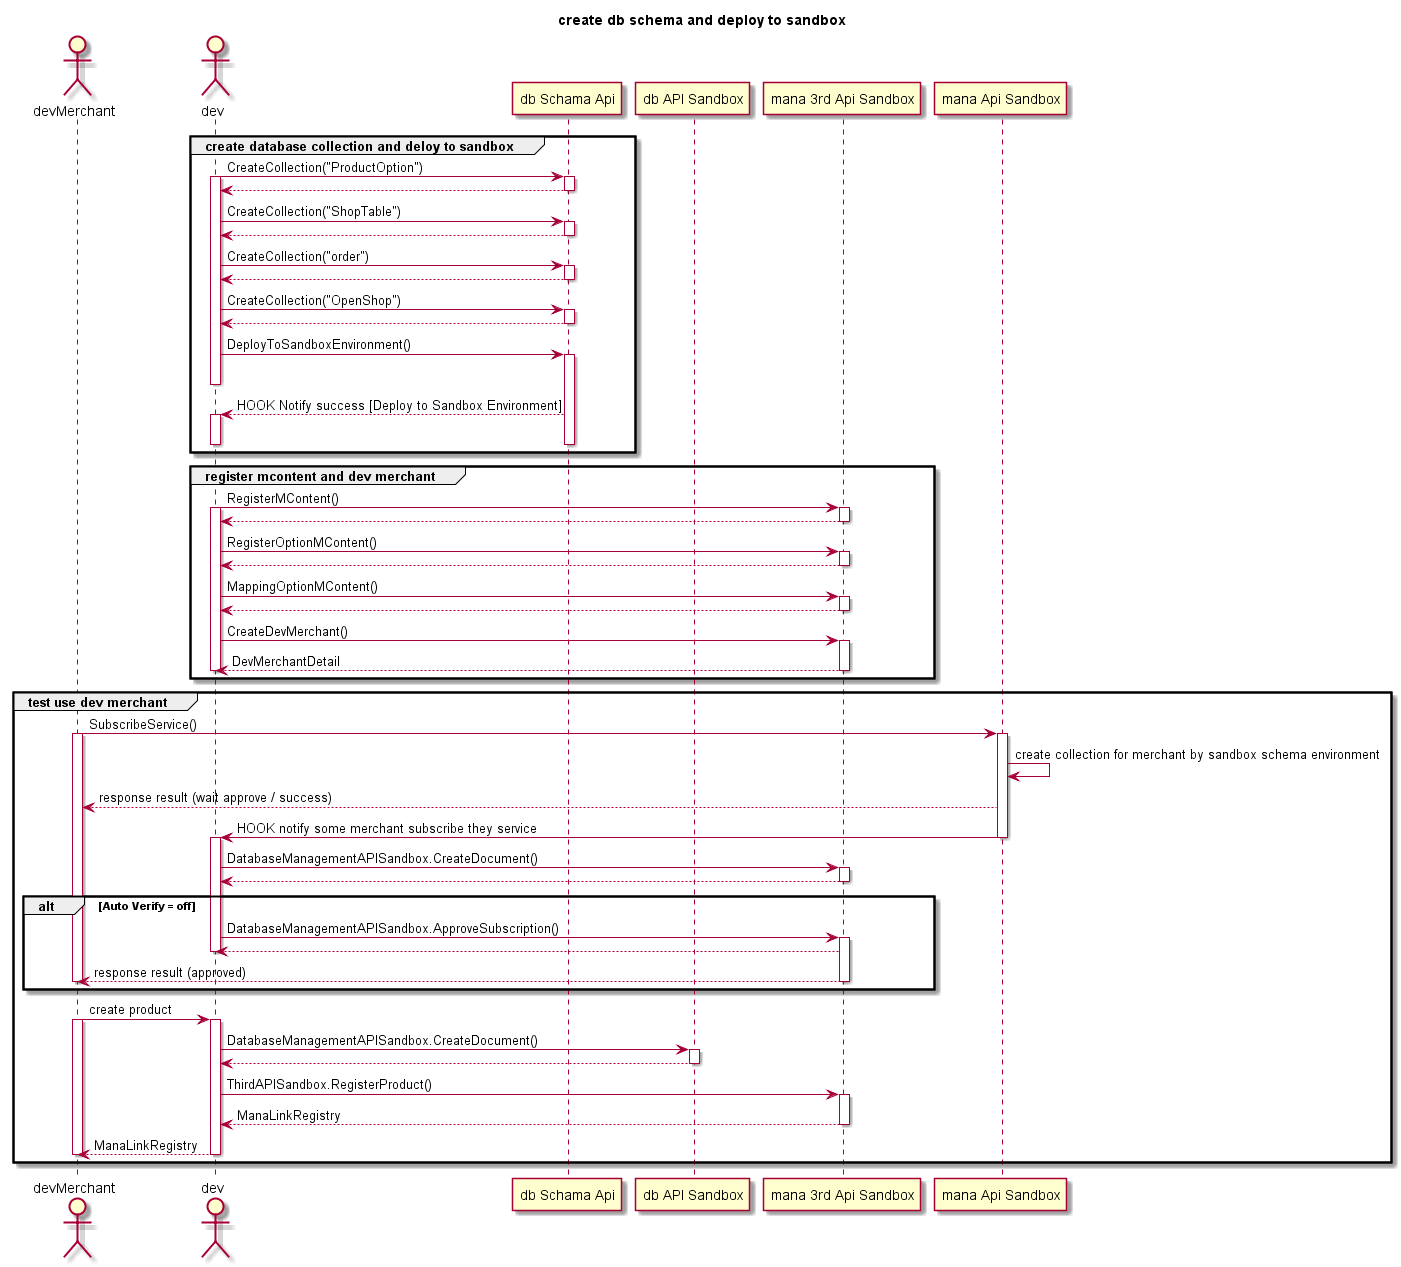 create db schema and deploy to sandbox
devMerchant
dev
db Schama Api
db API Sandbox
mana 3rd Api Sandbox
mana Api Sandbox
create database collection and deloy to sandbox
CreateCollection("ProductOption")
CreateCollection("ShopTable")
CreateCollection("order")
CreateCollection("OpenShop")
DeployToSandboxEnvironment()
HOOK Notify success [Deploy to Sandbox Environment]
register mcontent and dev merchant
RegisterMContent()
RegisterOptionMContent()
MappingOptionMContent()
CreateDevMerchant()
DevMerchantDetail
test use dev merchant
SubscribeService()
create collection for merchant by sandbox schema environment
response result (wait approve / success)
HOOK notify some merchant subscribe they service
DatabaseManagementAPISandbox.CreateDocument()
alt
[Auto Verify = off]
DatabaseManagementAPISandbox.ApproveSubscription()
response result (approved)
create product
DatabaseManagementAPISandbox.CreateDocument()
ThirdAPISandbox.RegisterProduct()
ManaLinkRegistry
ManaLinkRegistry
devMerchant
dev
db Schama Api
db API Sandbox
mana 3rd Api Sandbox
mana Api Sandbox